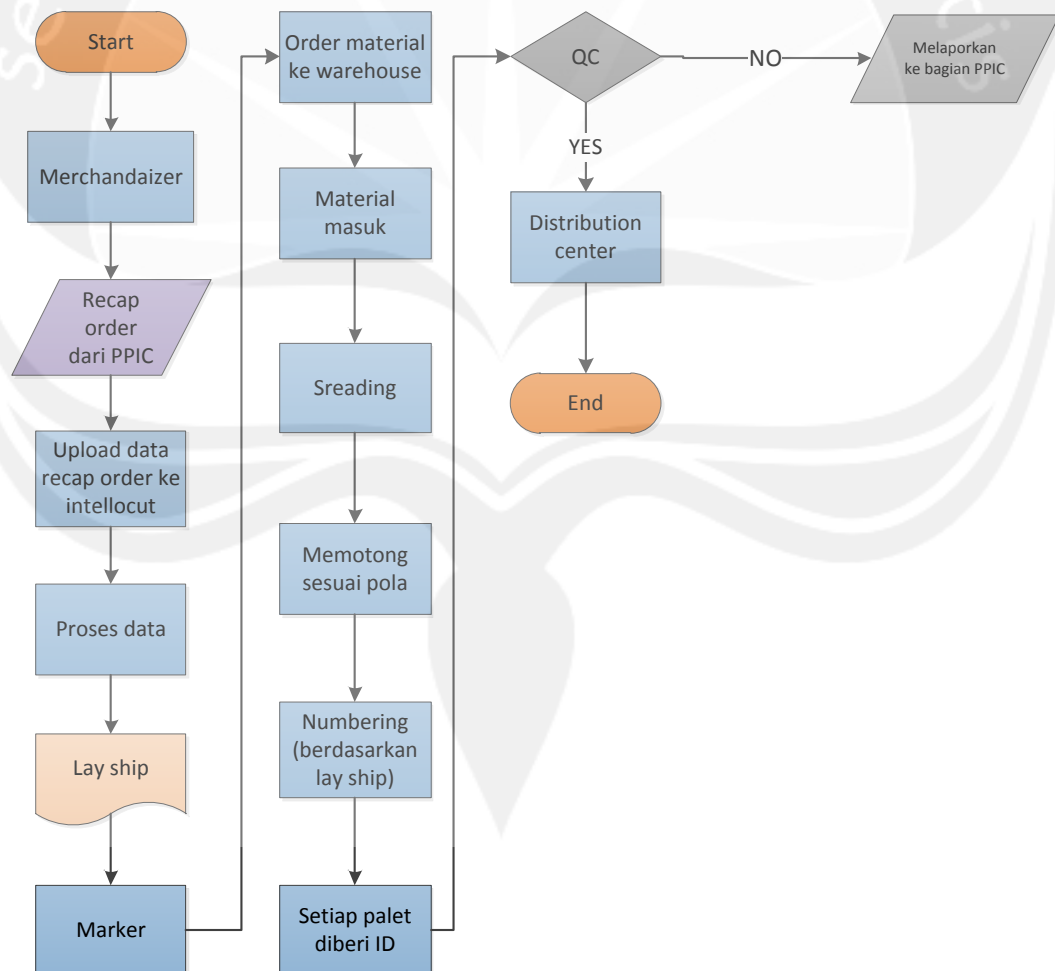 Start
Merchandaizer
Recap
order
dari PPIC
Upload data
recap order ke
intellocut
Proses data
Lay ship
Marker
Order material
ke warehouse
Material
masuk
Sreading
Memotong
sesuai pola
Numbering
(berdasarkan
lay ship)
Setiap palet
diberi ID
QC
NO
Melaporkan
ke bagian PPIC
YES
Distribution
center
End